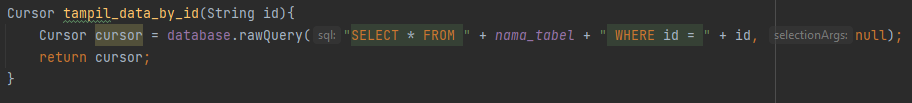 Cursor tampil_data_by_id(String id){
Cursor cursor = database.rawQuery( sql: "SELECT * FROM " + nama_tabel + " WHERE id = " + id, selectionArgs: null);
return cursor;
}